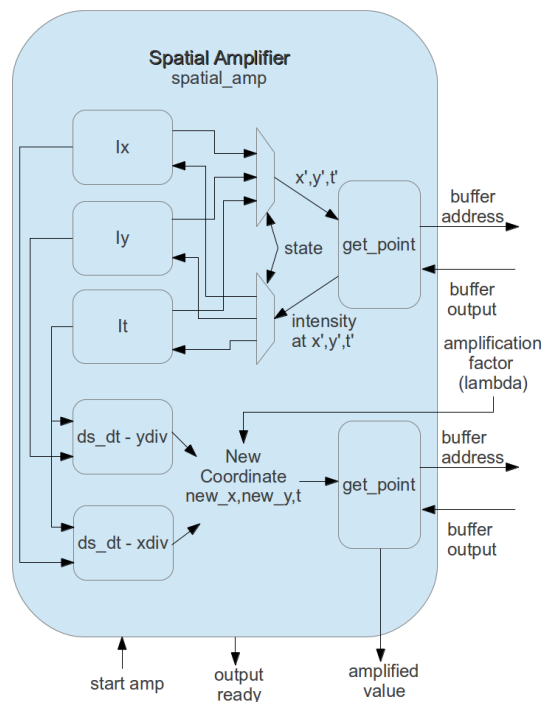 Spatial Amplifier
spatial_amp
Ix
x',y',t'
buffer
address
Iy
get_point
state
It
buffer
output
intensity
at x',y',t'
amplification
factor
(lambda)
ds_dt - ydiv
New
Coordinate
new_x,new_y,t
buffer
address
get_point
buffer
output
ds_dt - xdiv
start amp
output
ready
amplified
value